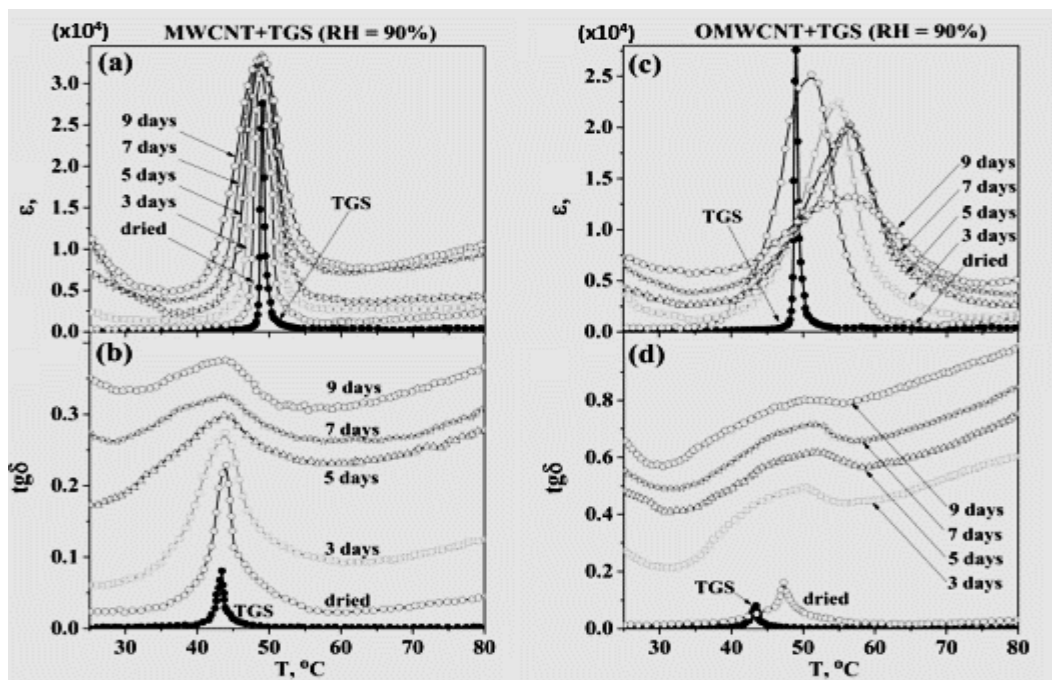 (x10⁴) MWCNT+TGS (RH = 90%)
(a)
3.0
2.5
2.0
1.5
1.0
0.5
0.0
ε,
9 days
7 days
5 days
3 days
dried
TGS
(b)
0.3
0.2
0.1
0.0
tgδ
9 days
7 days
5 days
3 days
dried
TGS
30 40 50 60 70 80
T, °C
(x10⁴) OMWCNT+TGS (RH = 90%)
(c)
2.5
2.0
1.5
1.0
0.5
0.0
ε,
TGS
9 days
7 days
5 days
3 days
dried
(d)
0.8
0.6
0.4
0.2
0.0
tgδ
9 days
7 days
5 days
3 days
TGS
dried
30 40 50 60 70 80
T, °C